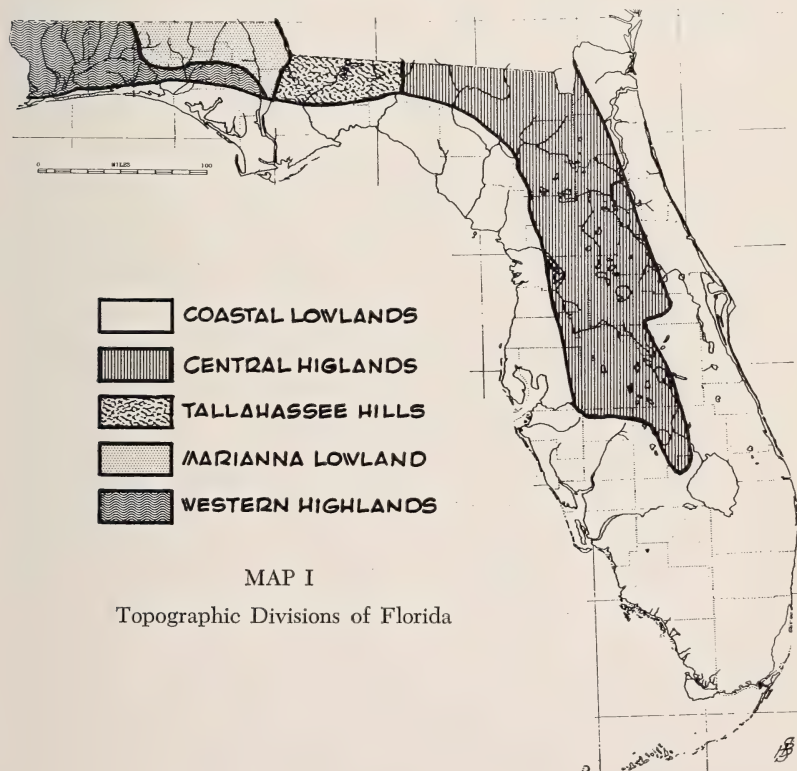 0 MILES 100
COASTAL LOWLANDS
CENTRAL HIGLANDS
TALLAHASSEE HILLS
MARIANNA LOWLAND
WESTERN HIGHLANDS
MAP I
Topographic Divisions of Florida